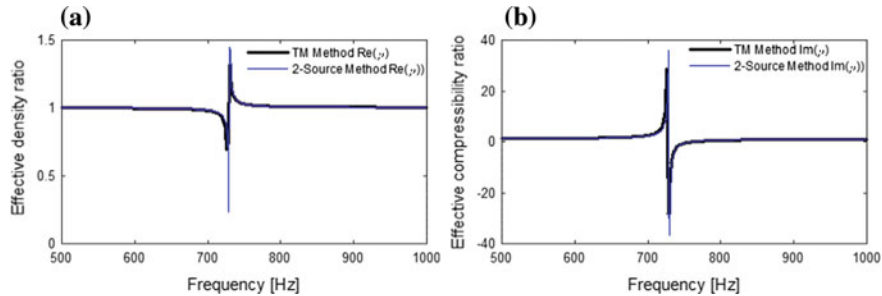 (a)
Effective density ratio
1.5
1
0.5
0
500
600
700
800
900
1000
Frequency [Hz]
TM Method Re(
2-Source Method Re(
(b)
Effective compressibility ratio
40
20
0
-20
-40
500
600
700
800
900
1000
Frequency [Hz]
TM Method Im(
2-Source Method Im(